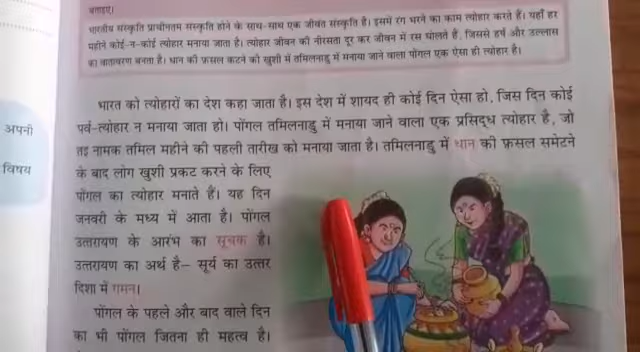 बताइए।
भारतीय संस्कृति प्राचीनतम संस्कृति होने के साथ-साथ एक जीवंत संस्कृति है। इसमें रंग भरने का काम त्योहार करते हैं। यहाँ हर
महीने कोई-न-कोई त्योहार मनाया जाता है। त्योहार जीवन की नीरसता दूर कर जीवन में रस घोलते हैं, जिससे हर्ष और उल्लास
का वातावरण बनता है। धान की फ़सल कटने की खुशी में तमिलनाडु में मनाया जाने वाला पोंगल एक ऐसा ही त्योहार है।
भारत को त्योहारों का देश कहा जाता है। इस देश में शायद ही कोई दिन ऐसा हो, जिस दिन कोई
पर्व-त्योहार न मनाया जाता हो। पोंगल तमिलनाडु में मनाया जाने वाला एक प्रसिद्ध त्योहार है, जो
तइ नामक तमिल महीने की पहली तारीख को मनाया जाता है। तमिलनाडु में धान की फ़सल समेटने
के बाद लोग खुशी प्रकट करने के लिए
पोंगल का त्योहार मनाते हैं। यह दिन
जनवरी के मध्य में आता है। पोंगल
उत्तरायण के आरंभ का सूचक है।
उत्तरायण का अर्थ है– सूर्य का उत्तर
दिशा में गमन।
पोंगल के पहले और बाद वाले दिन
का भी पोंगल जितना ही महत्व है।
अपनी
विषय